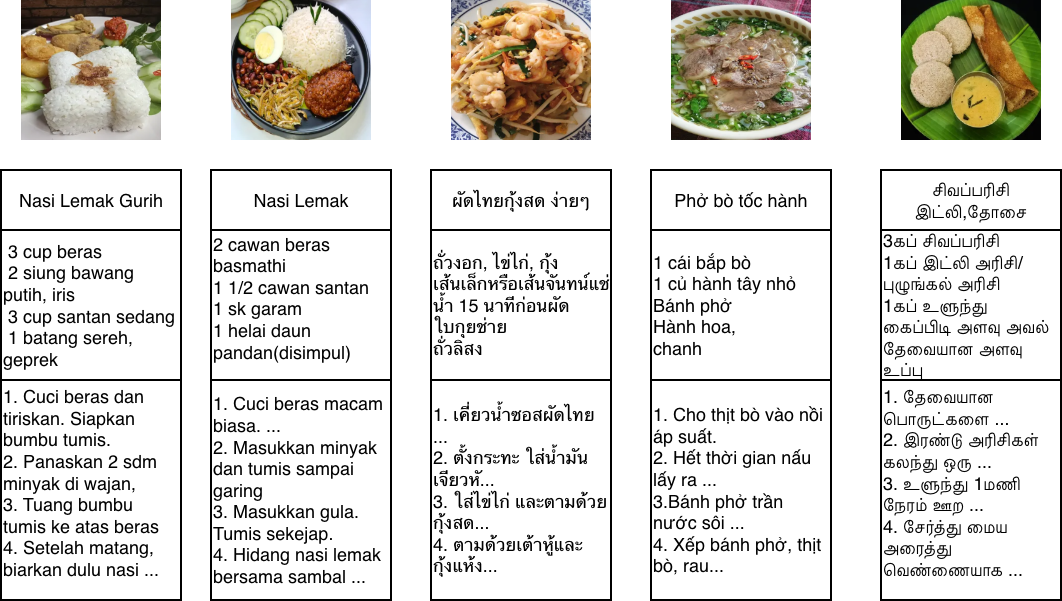 Nasi Lemak Gurih
3 cup beras
2 siung bawang
putih, iris
3 cup santan sedang
1 batang sereh,
geprek
1. Cuci beras dan
tiriskan. Siapkan
bumbu tumis.
2. Panaskan 2 sdm
minyak di wajan,
3. Tuang bumbu
tumis ke atas beras
4. Setelah matang,
biarkan dulu nasi ...
Nasi Lemak
2 cawan beras
basmathi
1 1/2 cawan santan
1 sk garam
1 helai daun
pandan(disimpul)
1. Cuci beras macam
biasa. ...
2. Masukkan minyak
dan tumis sampai
garing
3. Masukkan gula.
Tumis sekejap.
4. Hidang nasi lemak
bersama sambal ...
ผัดไทยกุ้งสด ง่ายๆ
ถั่วงอก, ไข่ไก่, กุ้ง
เส้นเล็กหรือเส้นจันทน์แช่
น้ำ 15 นาทีก่อนผัด
ใบกุยช่าย
ถั่วลิสง
1. เคี่ยวน้ำซอสผัดไทย
...
2. ตั้งกระทะ ใส่น้ำมัน
เจียวหั...
3. ใส่ไข่ไก่ และตามด้วย
กุ้งสด...
4. ตามด้วยเต้าหู้และ
กุ้งแห้ง...
Phở bò tốc hành
1 cái bắp bò
1 củ hành tây nhỏ
Bánh phở
Hành hoa,
chanh
1. Cho thịt bò vào nồi
áp suất.
2. Hết thời gian nấu
lấy ra ...
3.Bánh phở trần
nước sôi ...
4. Xếp bánh phở, thịt
bò, rau...
சிவப்பரிசி
இட்லி,தோசை
3கப் சிவப்பரிசி
1கப் இட்லி அரிசி/
புழுங்கல் அரிசி
1கப் உளுந்து
கைப்பிடி அளவு அவல்
தேவையான அளவு
உப்பு
1. தேவையான
பொருட்களை ...
2. இரண்டு அரிசிகள்
கலந்து ஒரு ...
3. உளுந்து 1மணி
நேரம் ஊற ...
4. சேர்த்து மைய
அரைத்து
வெண்ணையாக ...